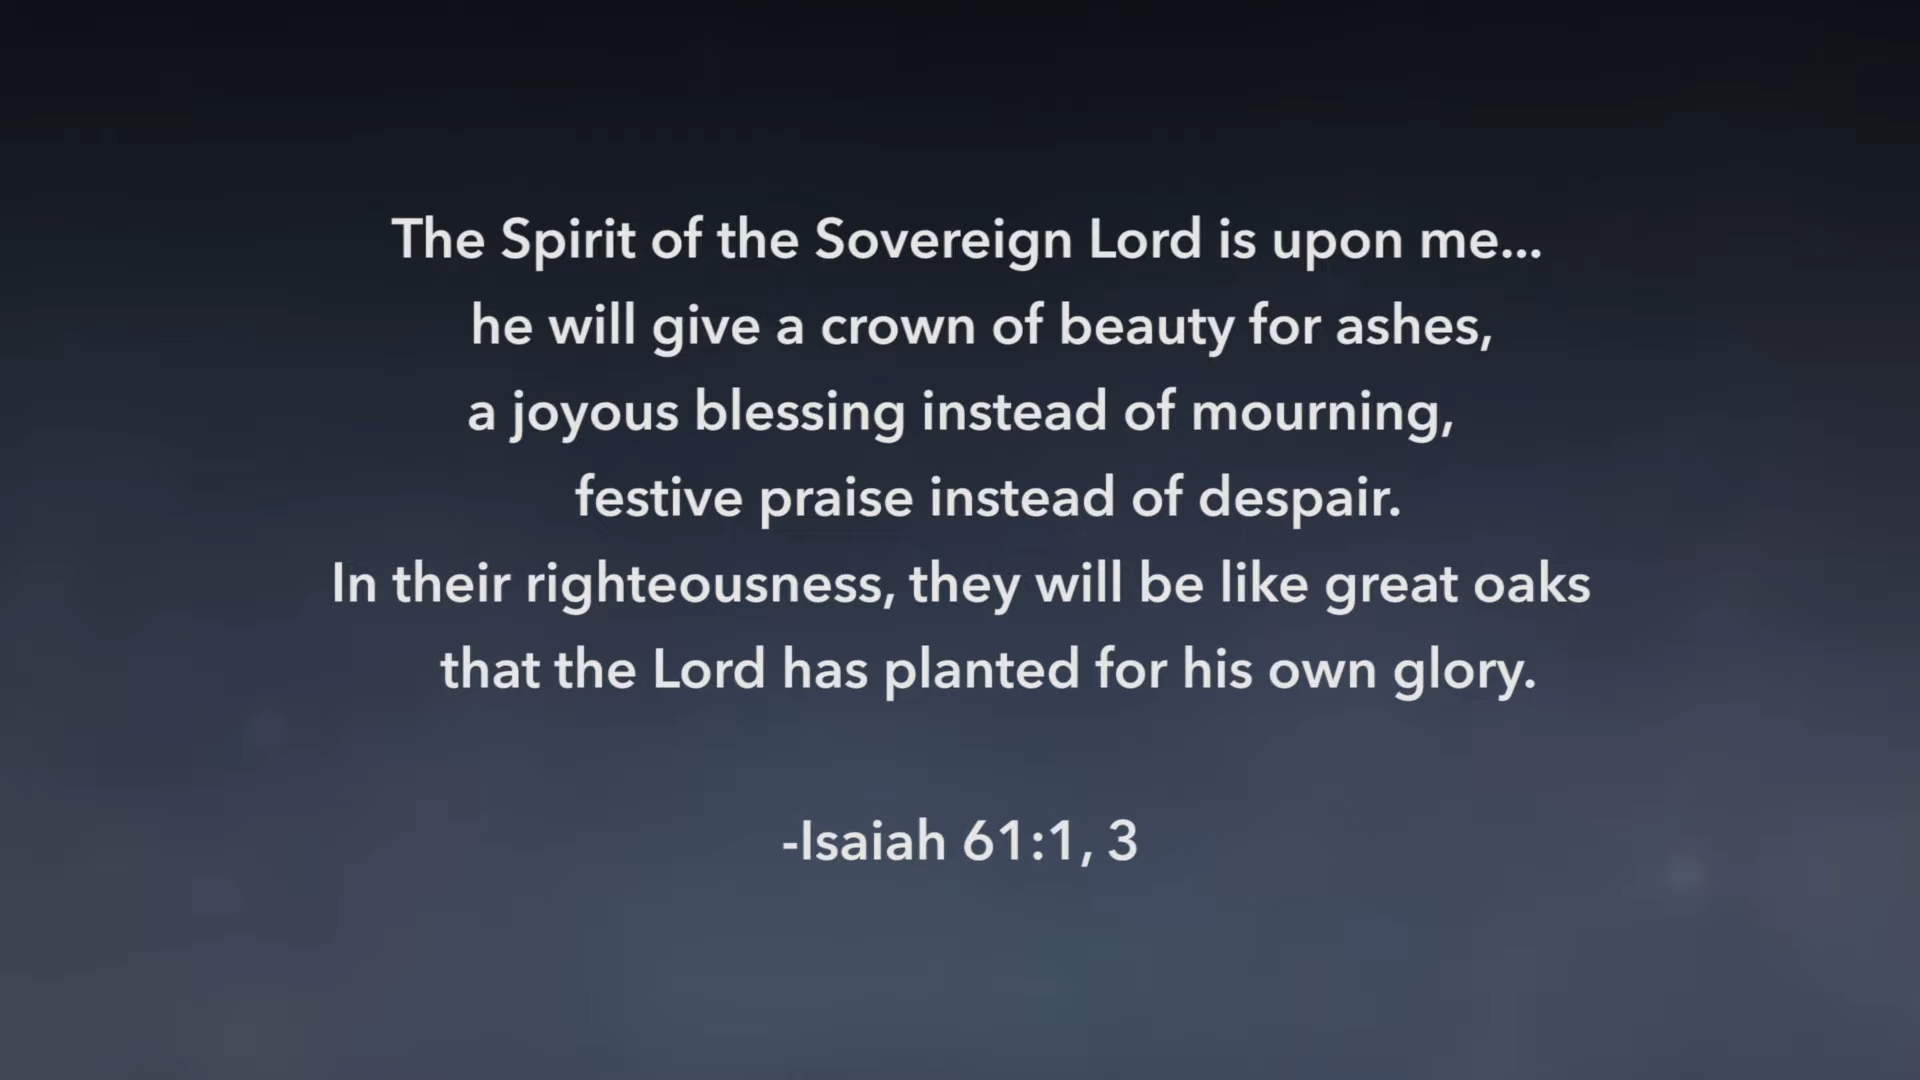 The Spirit of the Sovereign Lord is upon me...
he will give a crown of beauty for ashes,
a joyous blessing instead of mourning,
festive praise instead of despair.
In their righteousness, they will be like great oaks
that the Lord has planted for his own glory.
-Isaiah 61:1, 3